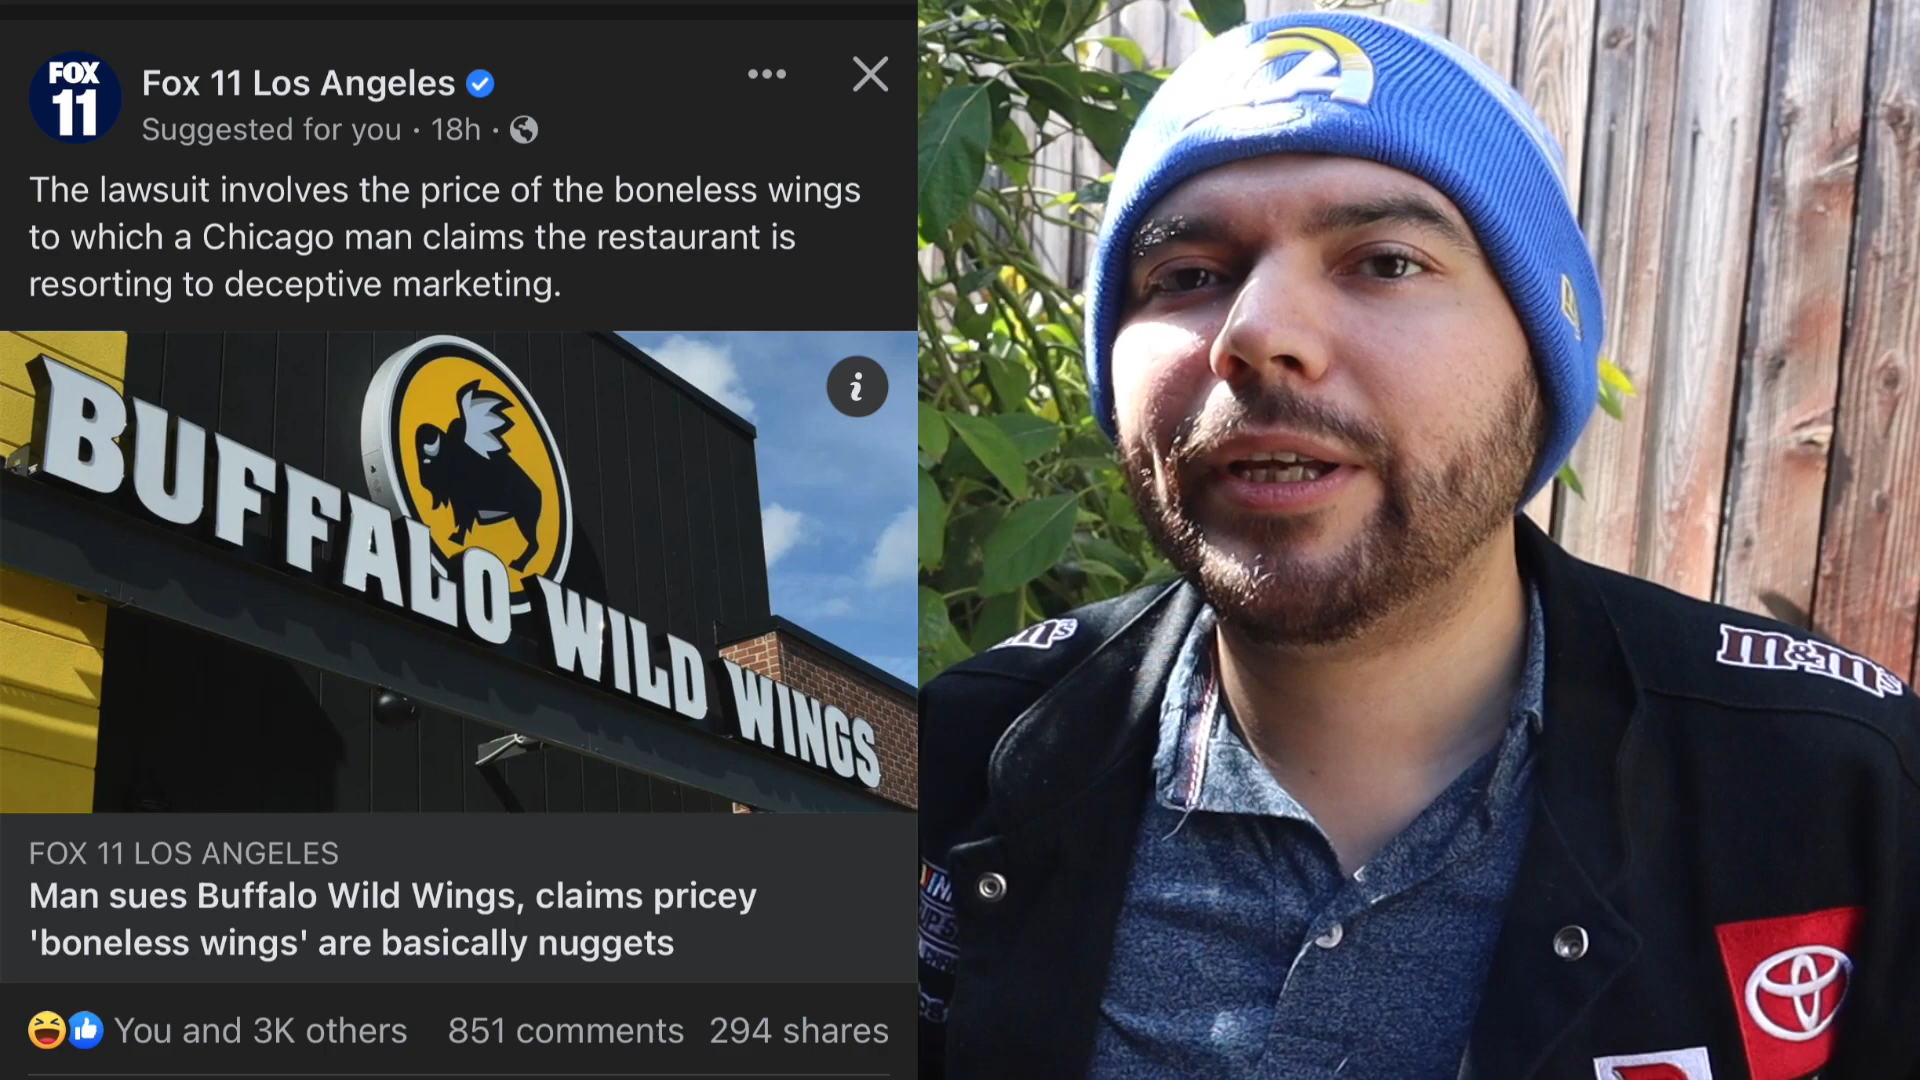 FOX
11
Fox 11 Los Angeles
Suggested for you · 18h ·
The lawsuit involves the price of the boneless wings
to which a Chicago man claims the restaurant is
resorting to deceptive marketing.
BUFFALO WILD WINGS
FOX 11 LOS ANGELES
Man sues Buffalo Wild Wings, claims pricey
'boneless wings' are basically nuggets
You and 3K others 851 comments 294 shares
m&m's